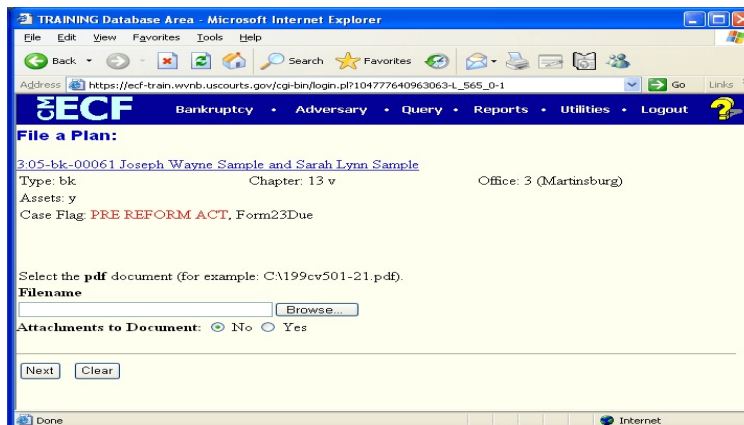 TRAINING Database Area - Microsoft Internet Explorer
File Edit View Favorites Tools Help
Back Search Favorites
Address https://ecf-train.wvnb.uscourts.gov/cgi-bin/login.pl?104777640963063-L_565_0-1 Go Links
CM ECF Bankruptcy • Adversary • Query • Reports • Utilities • Logout ?
File a Plan:
3:05-bk-00061 Joseph Wayne Sample and Sarah Lynn Sample
Type: bk Chapter: 13 v Office: 3 (Martinsburg)
Assets: y
Case Flag: PRE REFORM ACT, Form23Due
Select the pdf document (for example: C:\199cv501-21.pdf).
Filename
Browse...
Attachments to Document: No Yes
Next Clear
Done Internet